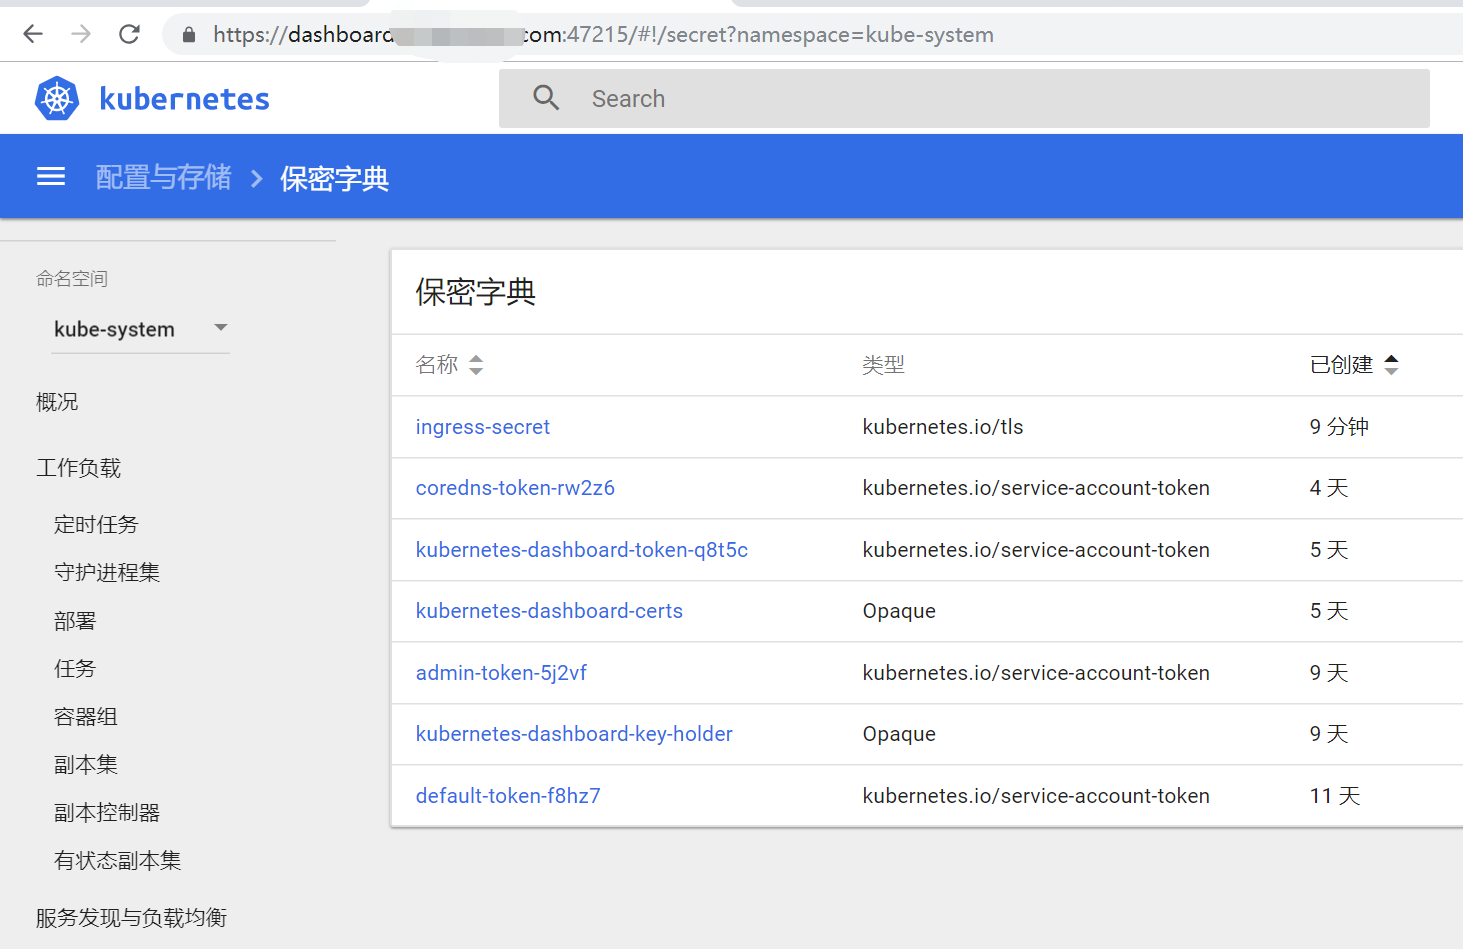 https://dashboard com:47215/#!/secret?namespace=kube-system
kubernetes
Search
配置与存储 > 保密字典
命名空间
kube-system
概况
工作负载
定时任务
守护进程集
部署
任务
容器组
副本集
副本控制器
有状态副本集
服务发现与负载均衡
保密字典
名称 类型 已创建
ingress-secret kubernetes.io/tls 9 分钟
coredns-token-rw2z6 kubernetes.io/service-account-token 4 天
kubernetes-dashboard-token-q8t5c kubernetes.io/service-account-token 5 天
kubernetes-dashboard-certs Opaque 5 天
admin-token-5j2vf kubernetes.io/service-account-token 9 天
kubernetes-dashboard-key-holder Opaque 9 天
default-token-f8hz7 kubernetes.io/service-account-token 11 天